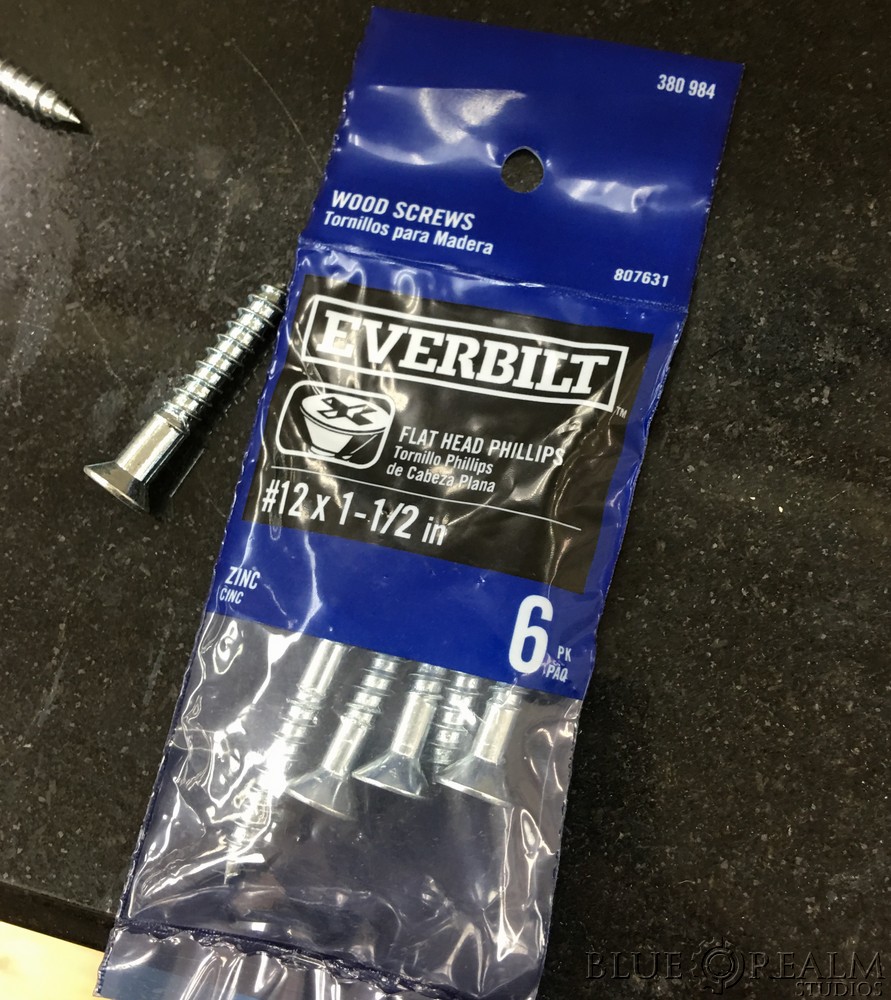 380 984
WOOD SCREWS
Tornillos para Madera
807631
EVERBILT™
FLAT HEAD PHILLIPS
Tornillo Phillips
de Cabeza Plana
#12 x 1-1/2 in
ZINC
CINC
6 PK
PAQ
BLUE REALM
STUDIOS